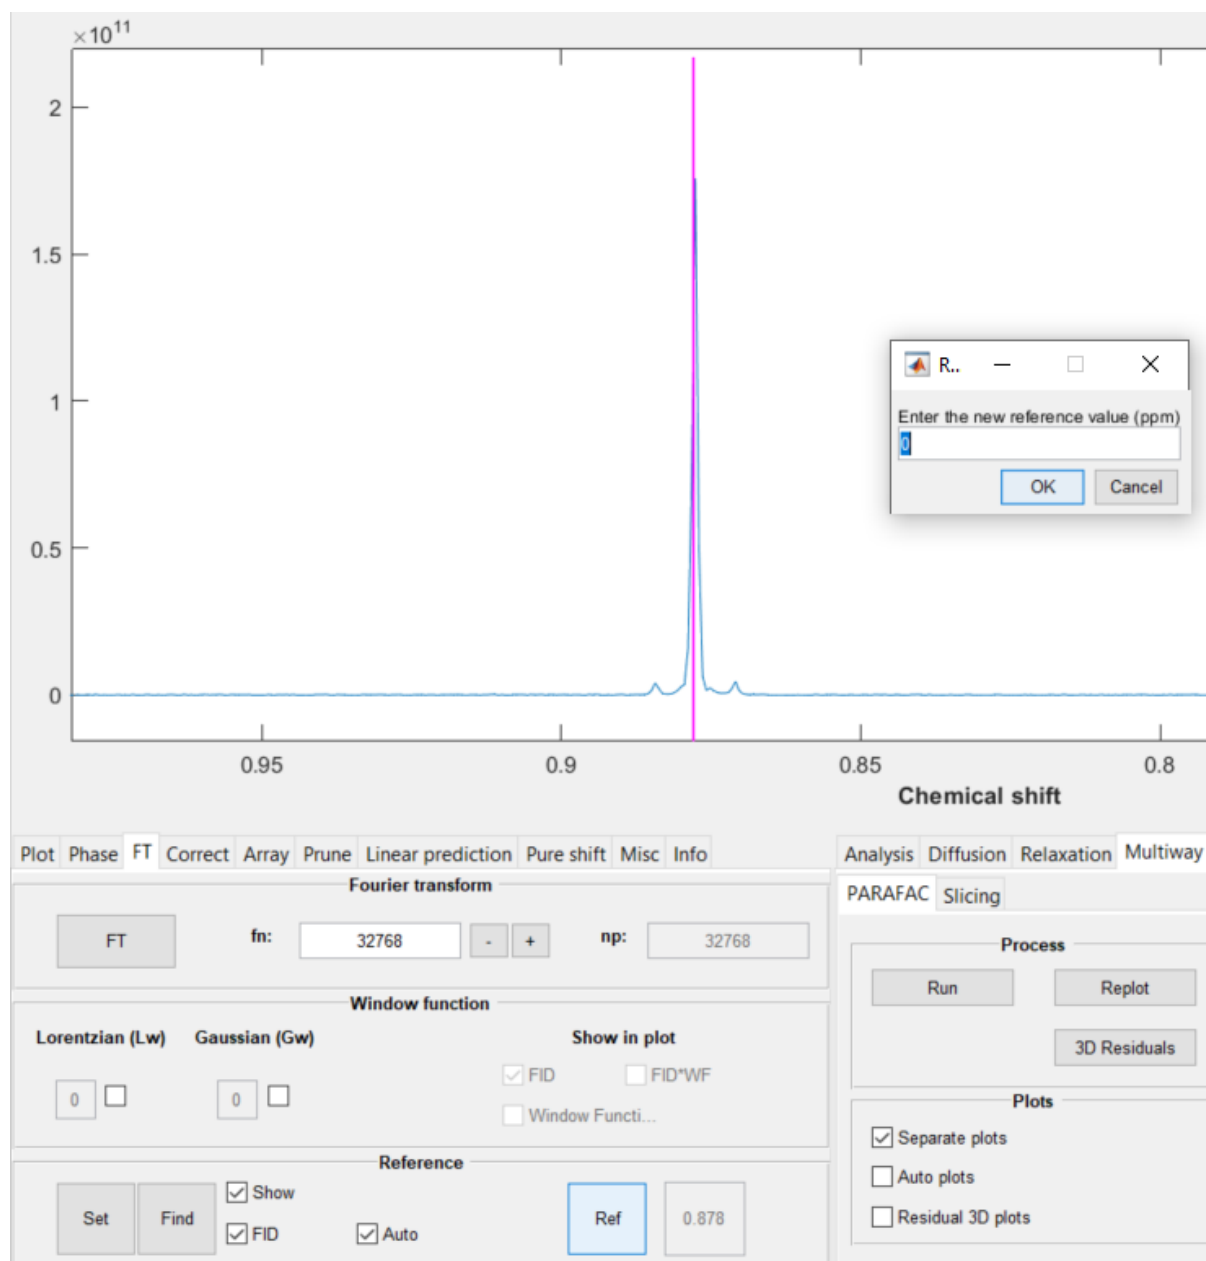 ×10¹¹
2
1.5
1
0.5
0
0.95 0.9 0.85 0.8
Chemical shift
R..
Enter the new reference value (ppm)
0
OK Cancel
Plot Phase FT Correct Array Prune Linear prediction Pure shift Misc Info
Fourier transform
FT fn: 32768 - + np: 32768
Window function
Lorentzian (Lw) Gaussian (Gw) Show in plot
0 0 FID FID*WF
Window Functi...
Reference
Set Find Show
FID Auto Ref 0.878
Analysis Diffusion Relaxation Multiway
PARAFAC Slicing
Process
Run Replot
3D Residuals
Plots
Separate plots
Auto plots
Residual 3D plots